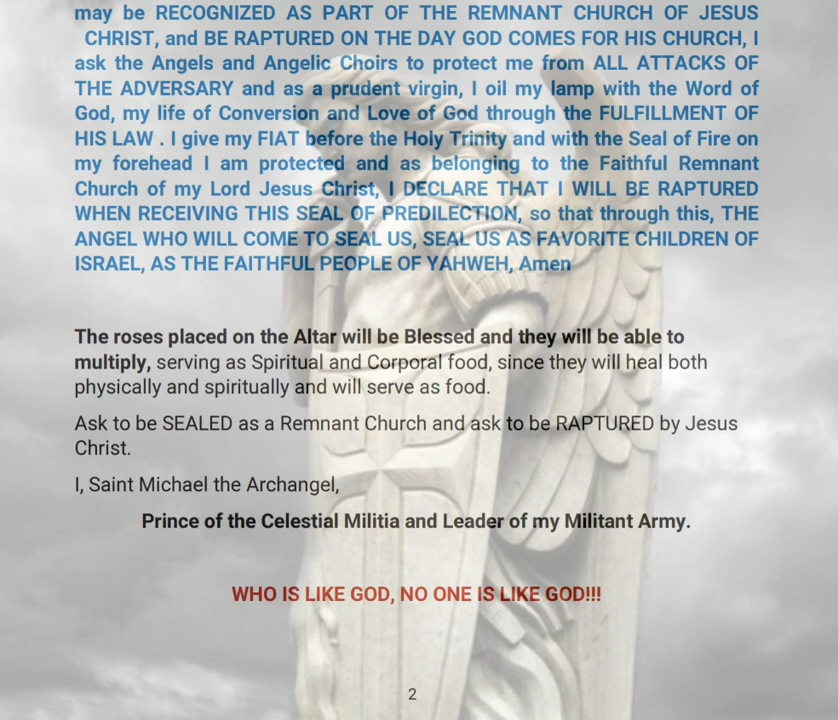 may be RECOGNIZED AS PART OF THE REMNANT CHURCH OF JESUS
CHRIST, and BE RAPTURED ON THE DAY GOD COMES FOR HIS CHURCH, I
ask the Angels and Angelic Choirs to protect me from ALL ATTACKS OF
THE ADVERSARY and as a prudent virgin, I oil my lamp with the Word of
God, my life of Conversion and Love of God through the FULFILLMENT OF
HIS LAW . I give my FIAT before the Holy Trinity and with the Seal of Fire on
my forehead I am protected and as belonging to the Faithful Remnant
Church of my Lord Jesus Christ, I DECLARE THAT I WILL BE RAPTURED
WHEN RECEIVING THIS SEAL OF PREDILECTION, so that through this, THE
ANGEL WHO WILL COME TO SEAL US, SEAL US AS FAVORITE CHILDREN OF
ISRAEL, AS THE FAITHFUL PEOPLE OF YAHWEH, Amen
The roses placed on the Altar will be Blessed and they will be able to
multiply, serving as Spiritual and Corporal food, since they will heal both
physically and spiritually and will serve as food.
Ask to be SEALED as a Remnant Church and ask to be RAPTURED by Jesus
Christ.
I, Saint Michael the Archangel,
Prince of the Celestial Militia and Leader of my Militant Army.
WHO IS LIKE GOD, NO ONE IS LIKE GOD!!!
2